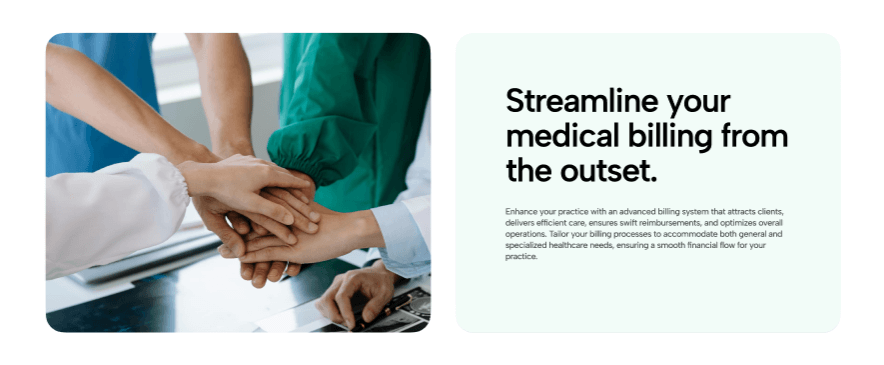 Streamline your
medical billing from
the outset.
Enhance your practice with an advanced billing system that attracts clients,
delivers efficient care, ensures swift reimbursements, and optimizes overall
operations. Tailor your billing processes to accommodate both general and
specialized healthcare needs, ensuring a smooth financial flow for your
practice.